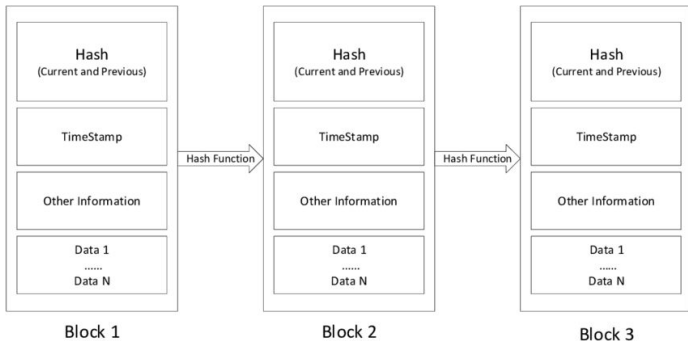 Hash
(Current and Previous)
TimeStamp
Other Information
Data 1
......
Data N
Block 1
Hash Function
Hash
(Current and Previous)
TimeStamp
Other Information
Data 1
......
Data N
Block 2
Hash Function
Hash
(Current and Previous)
TimeStamp
Other Information
Data 1
......
Data N
Block 3